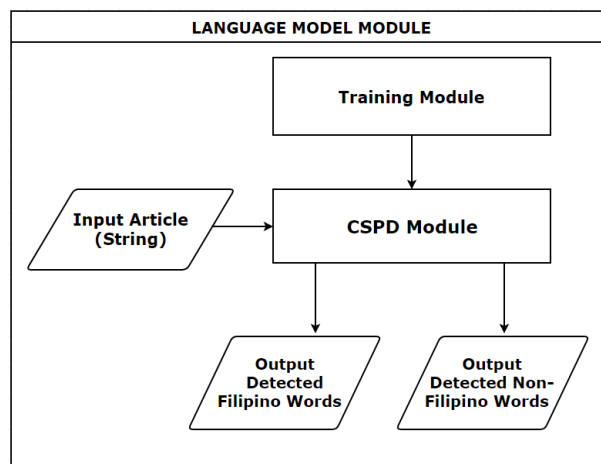 LANGUAGE MODEL MODULE
Training Module
Input Article
(String)
CSPD Module
Output
Detected
Filipino Words
Output
Detected Non-
Filipino Words